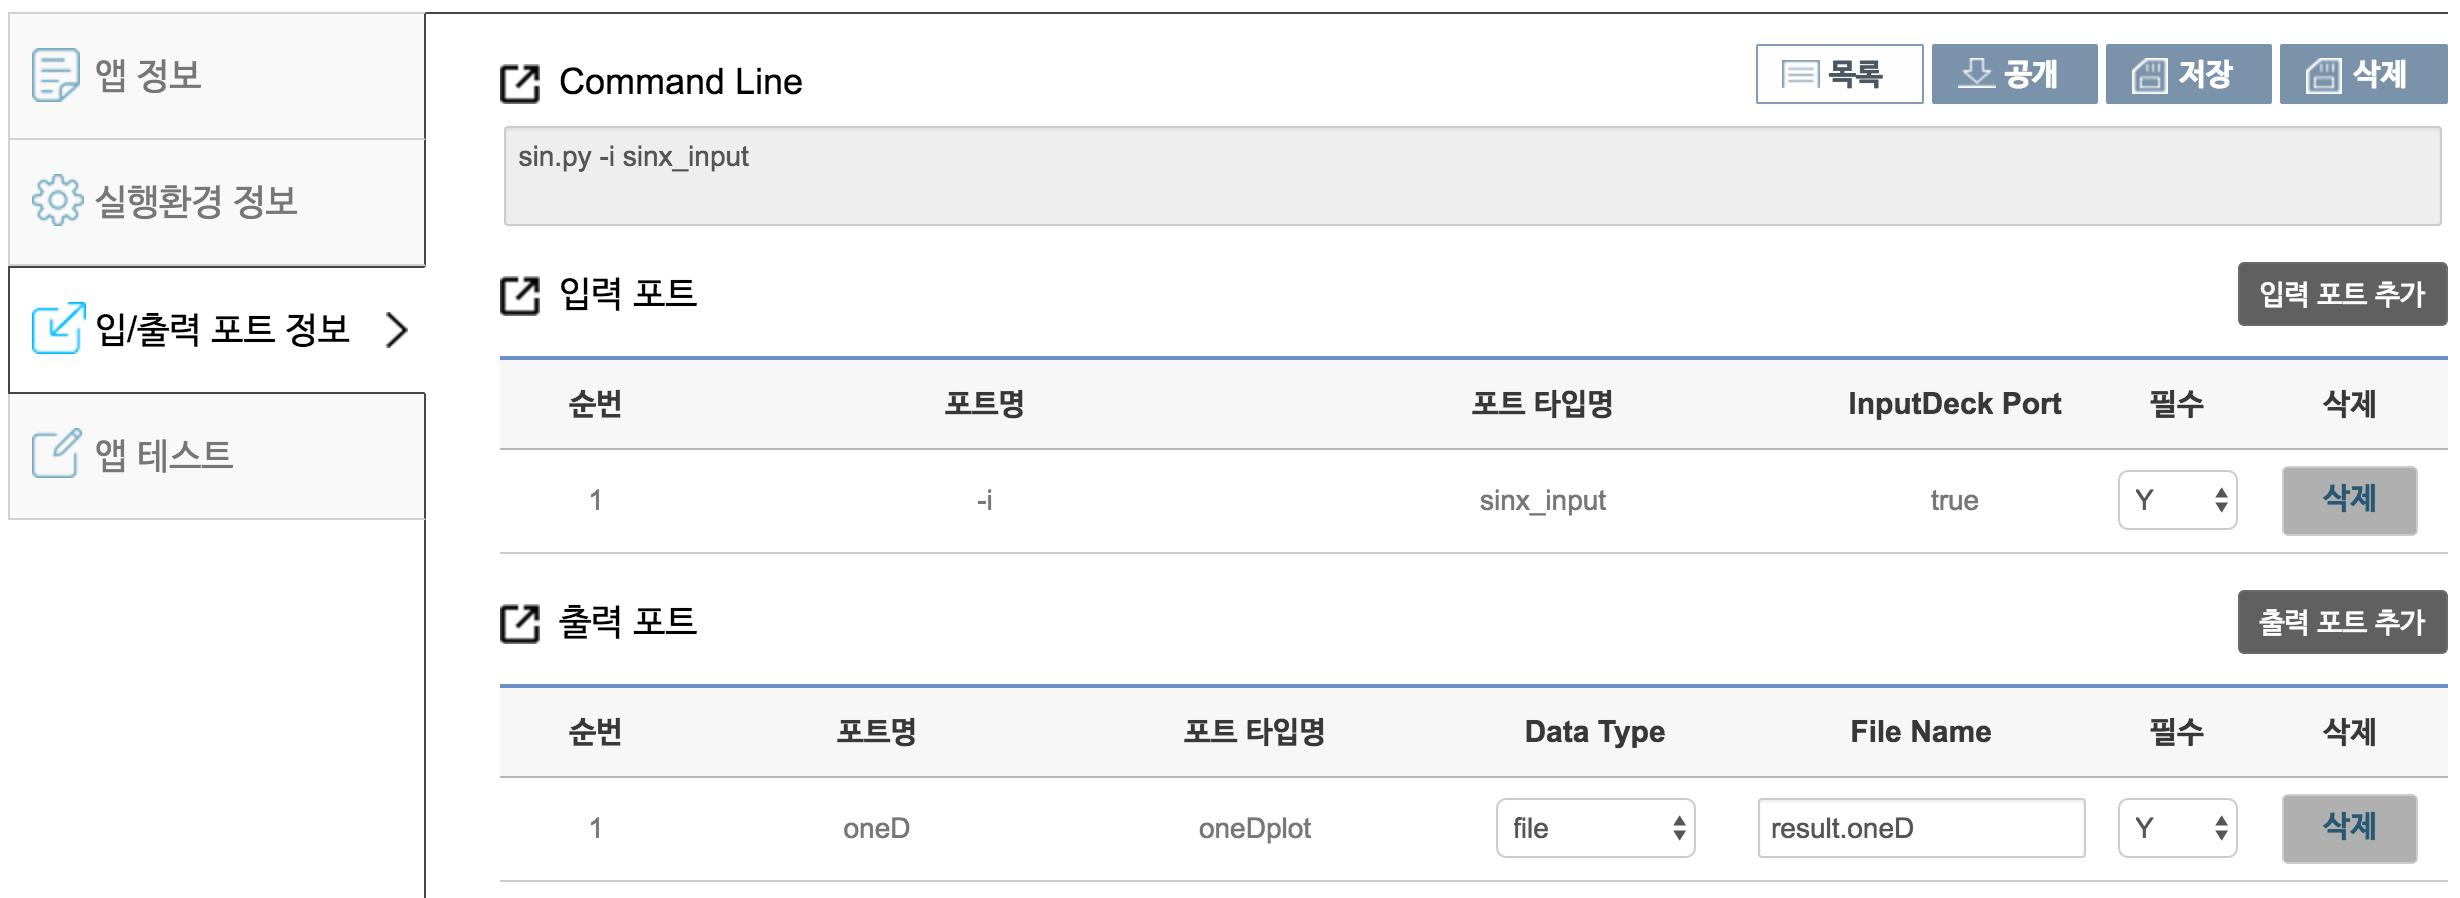 앱 정보
실행환경 정보
입/출력 포트 정보
앱 테스트
Command Line
목록 공개 저장 삭제
sin.py -i sinx_input
입력 포트 입력 포트 추가
순번 포트명 포트 타입명 InputDeck Port 필수 삭제
1 -i sinx_input true Y 삭제
출력 포트 출력 포트 추가
순번 포트명 포트 타입명 Data Type File Name 필수 삭제
1 oneD oneDplot file result.oneD Y 삭제